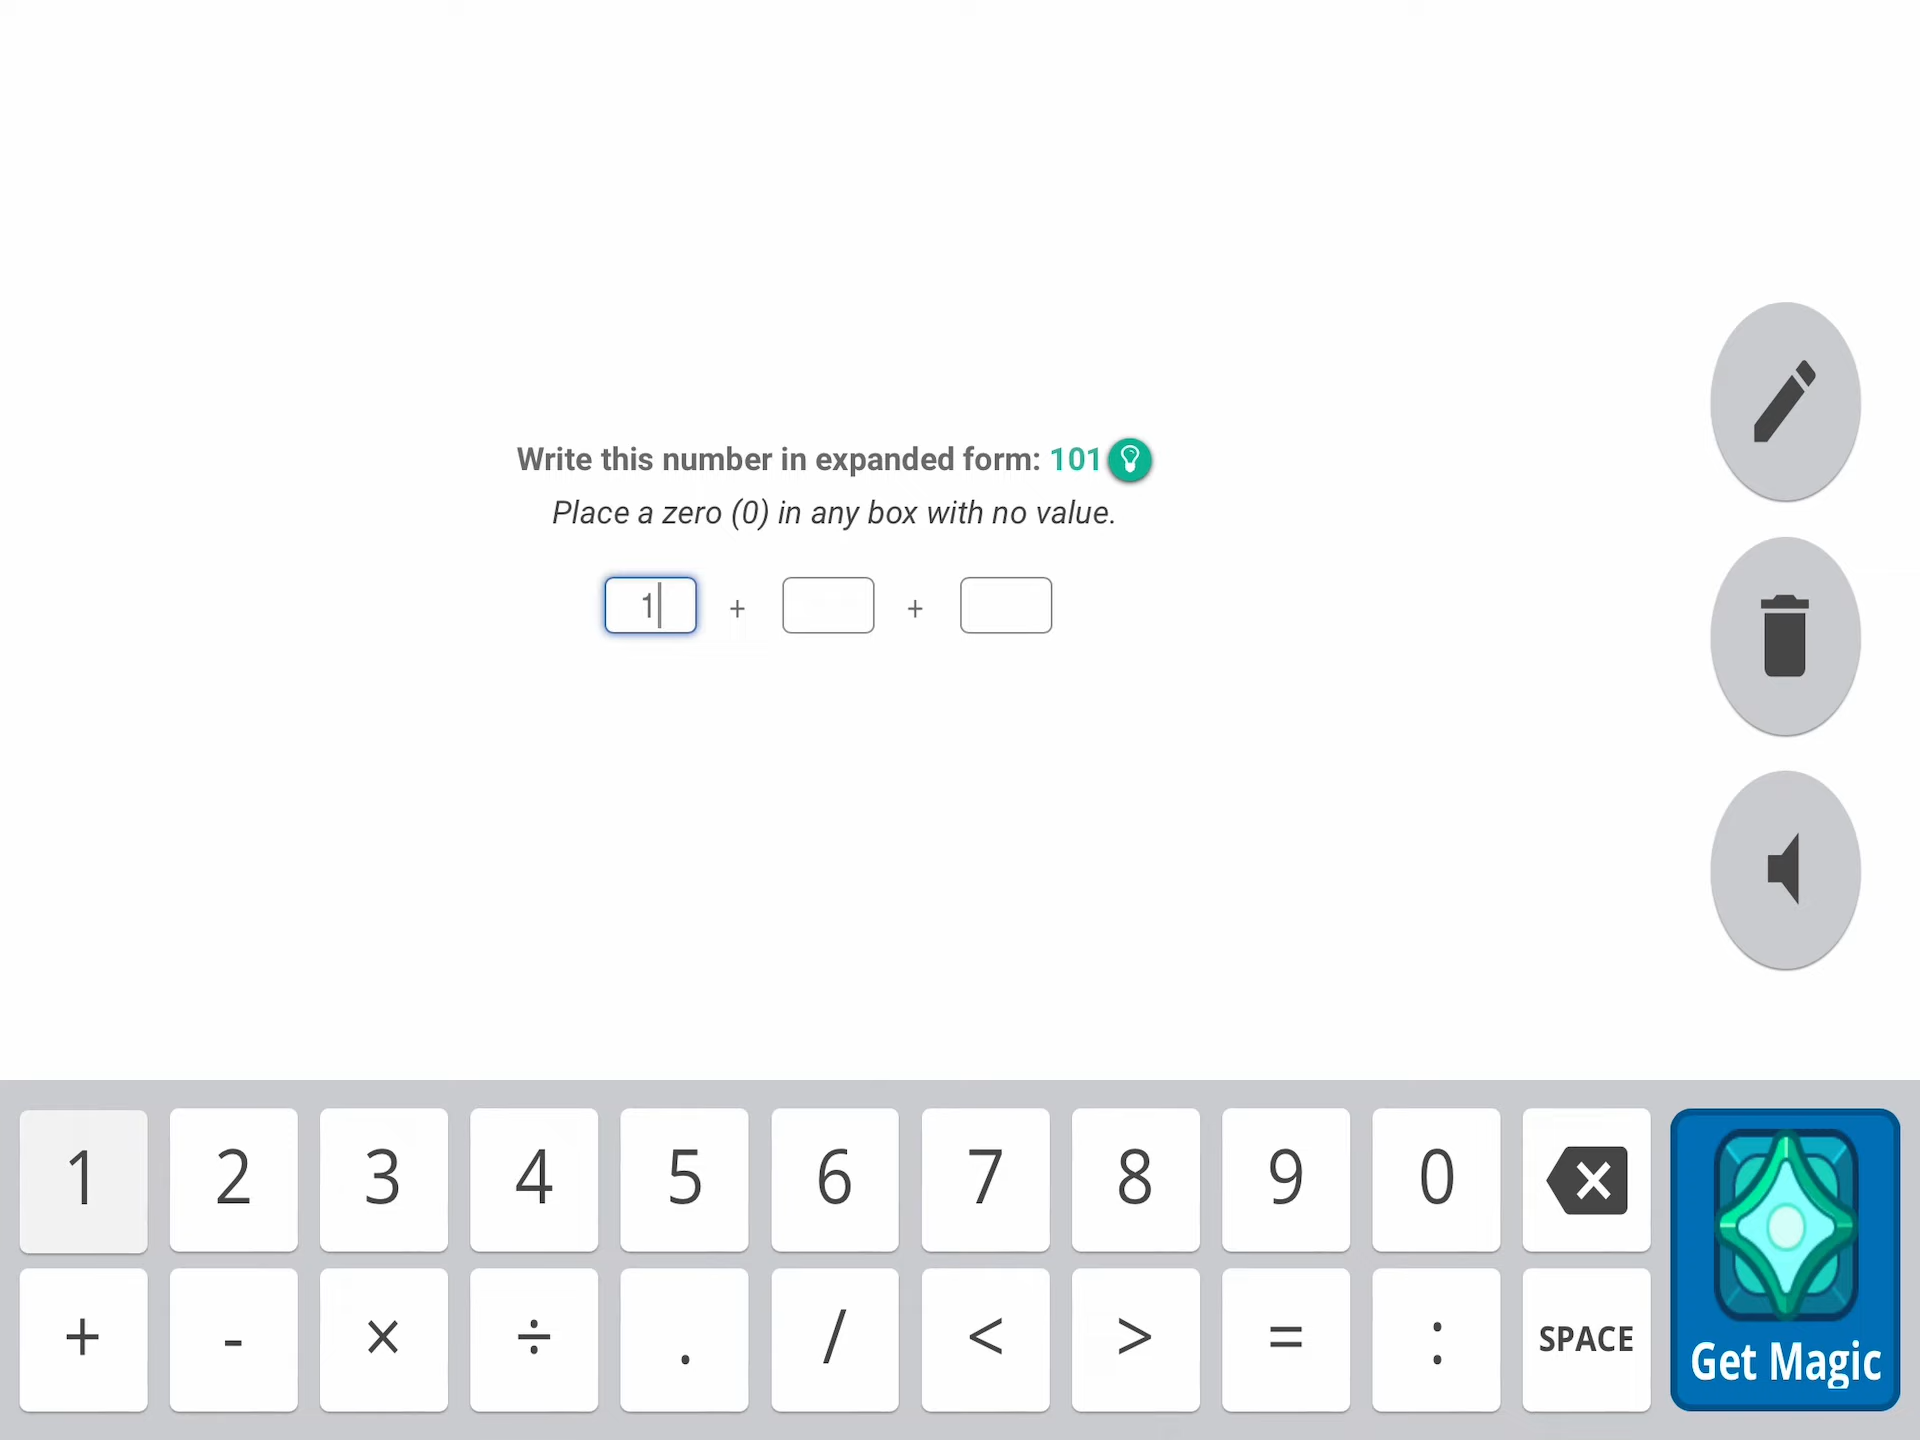 Write this number in expanded form: 101
Place a zero (0) in any box with no value.
1 + +
1 2 3 4 5 6 7 8 9 0
+ - × ÷ . / < > = : SPACE
Get Magic